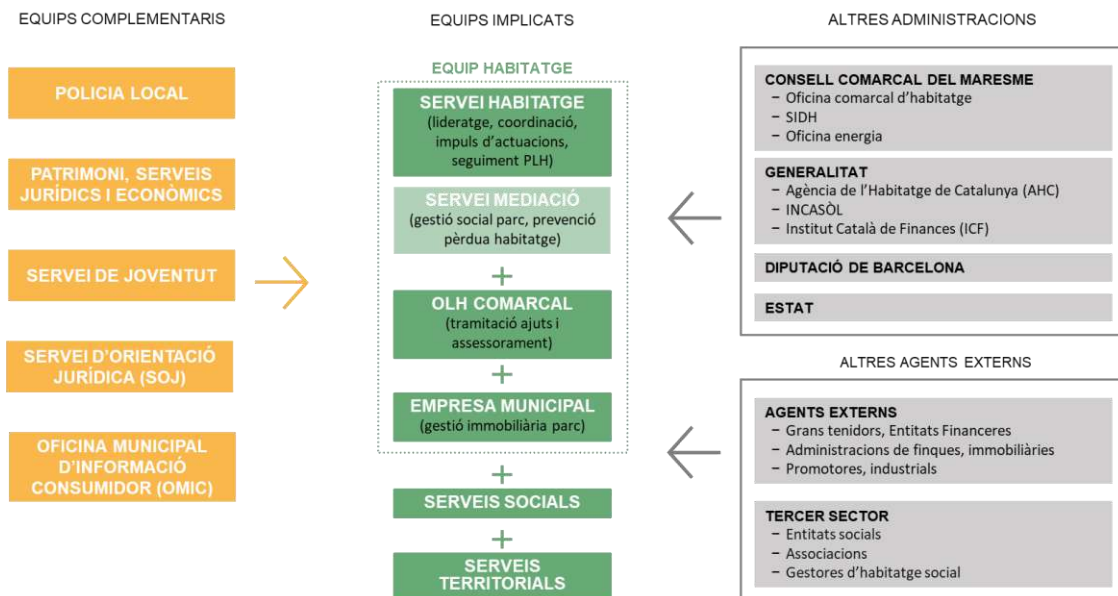 EQUIPS COMPLEMENTARIS
POLICIA LOCAL
PATRIMONI, SERVEIS
JURÍDICS I ECONÒMICS
SERVEI DE JOVENTUT
SERVEI D'ORIENTACIÓ
JURÍDICA (SOJ)
OFICINA MUNICIPAL
D'INFORMACIÓ
CONSUMIDOR (OMIC)
EQUIPS IMPLICATS
EQUIP HABITATGE
SERVEI HABITATGE
(lideratge, coordinació,
impuls d'actuacions,
seguiment PLH)
SERVEI MEDIACIÓ
(gestió social parc, prevenció
pèrdua habitatge)
+
OLH COMARCAL
(tramitació ajuts i
assessorament)
+
EMPRESA MUNICIPAL
(gestió immobiliària parc)
+
SERVEIS SOCIALS
+
SERVEIS
TERRITORIALS
ALTRES ADMINISTRACIONS
CONSELL COMARCAL DEL MARESME
– Oficina comarcal d'habitatge
– SIDH
– Oficina energia
GENERALITAT
– Agència de l'Habitatge de Catalunya (AHC)
– INCASÒL
– Institut Català de Finances (ICF)
DIPUTACIÓ DE BARCELONA
ESTAT
ALTRES AGENTS EXTERNS
AGENTS EXTERNS
– Grans tenidors, Entitats Financeres
– Administracions de finques, immobiliàries
– Promotores, industrials
TERCER SECTOR
– Entitats socials
– Associacions
– Gestores d'habitatge social